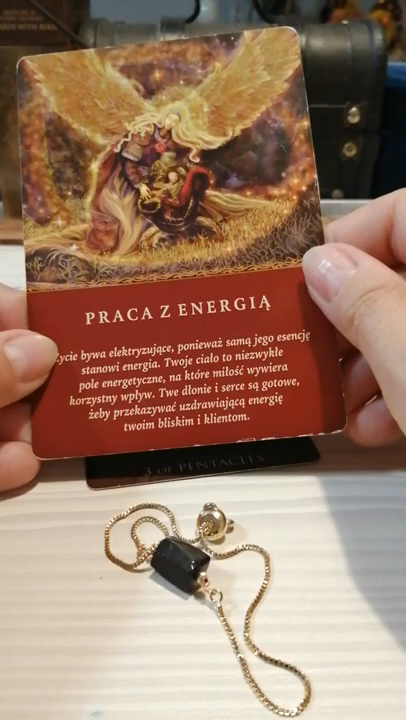 PRACA Z ENERGIĄ
Życie bywa elektryzujące, ponieważ samą jego esencję
stanowi energia. Twoje ciało to niezwykłe
pole energetyczne, na które miłość wywiera
korzystny wpływ. Twe dłonie i serce są gotowe,
żeby przekazywać uzdrawiającą energię
twoim bliskim i klientom.
3 OF PENTACLES